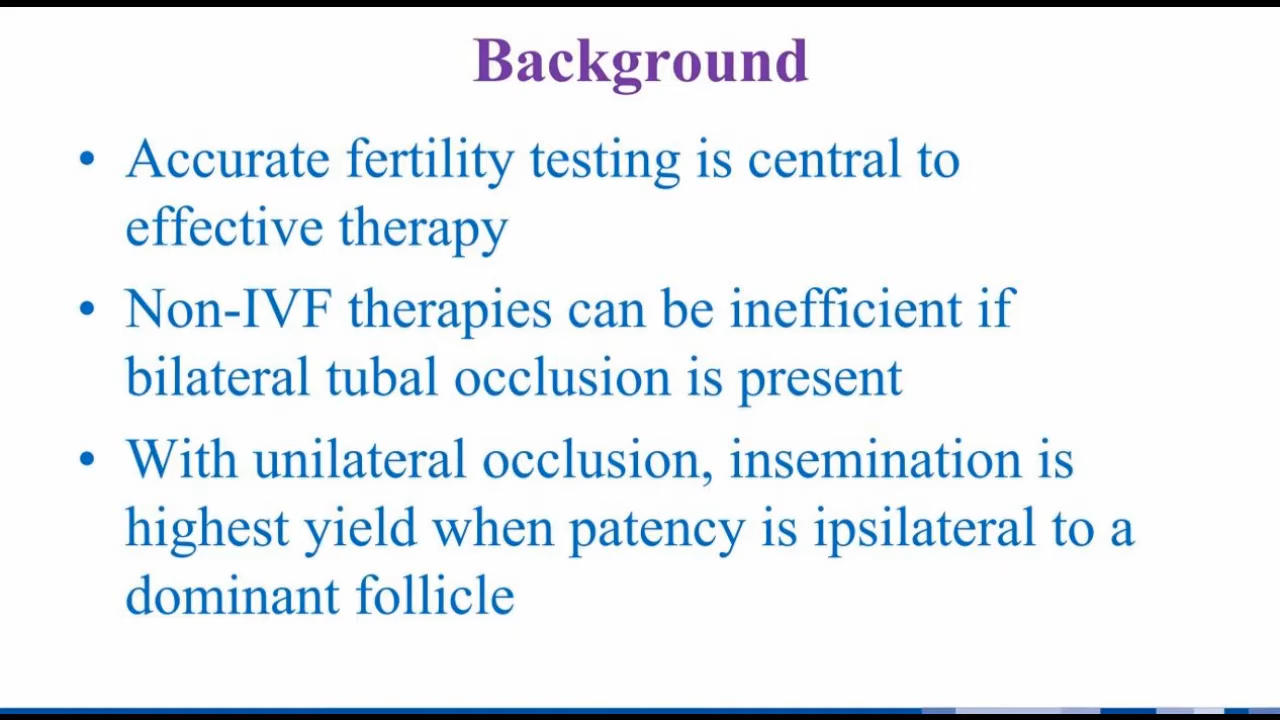 Background
• Accurate fertility testing is central to
effective therapy
• Non-IVF therapies can be inefficient if
bilateral tubal occlusion is present
• With unilateral occlusion, insemination is
highest yield when patency is ipsilateral to a
dominant follicle